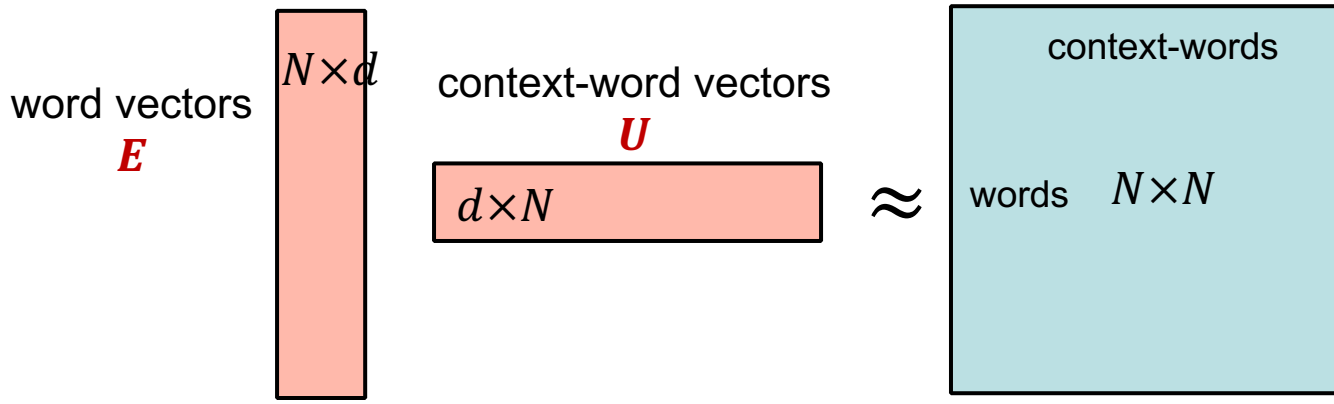 word vectors
E
N×d
context-word vectors
U
d×N
≈
context-words
words N×N